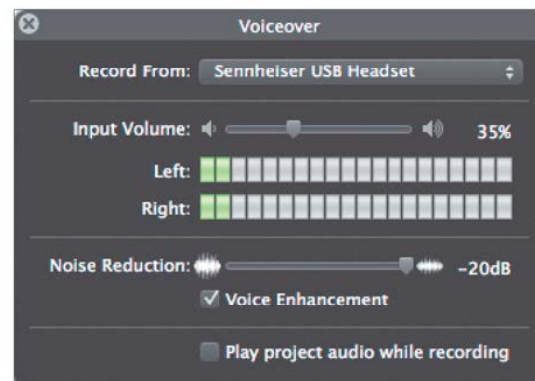 Voiceover
Record From: Sennheiser USB Headset
Input Volume: 35%
Left:
Right:
Noise Reduction: -20dB
Voice Enhancement
Play project audio while recording